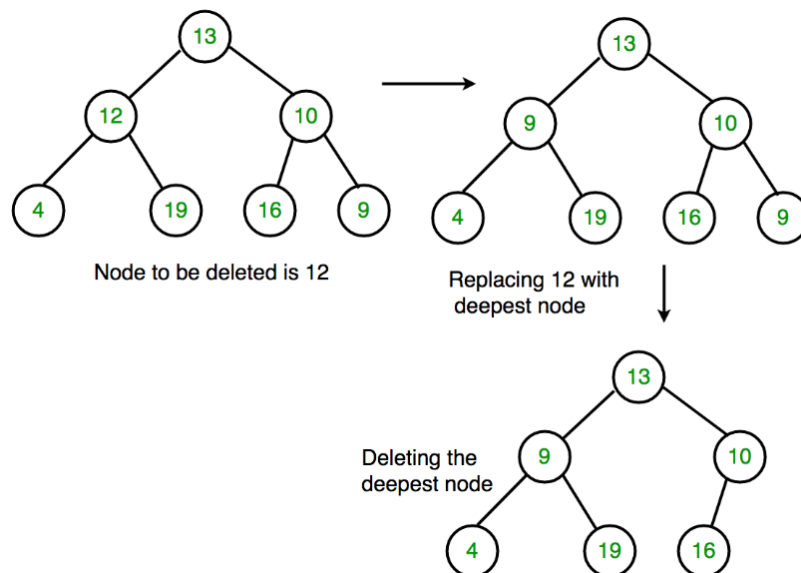 13
12 10
4 19 16 9
Node to be deleted is 12
13
9 10
4 19 16 9
Replacing 12 with
deepest node
13
9 10
Deleting the
deepest node
4 19 16